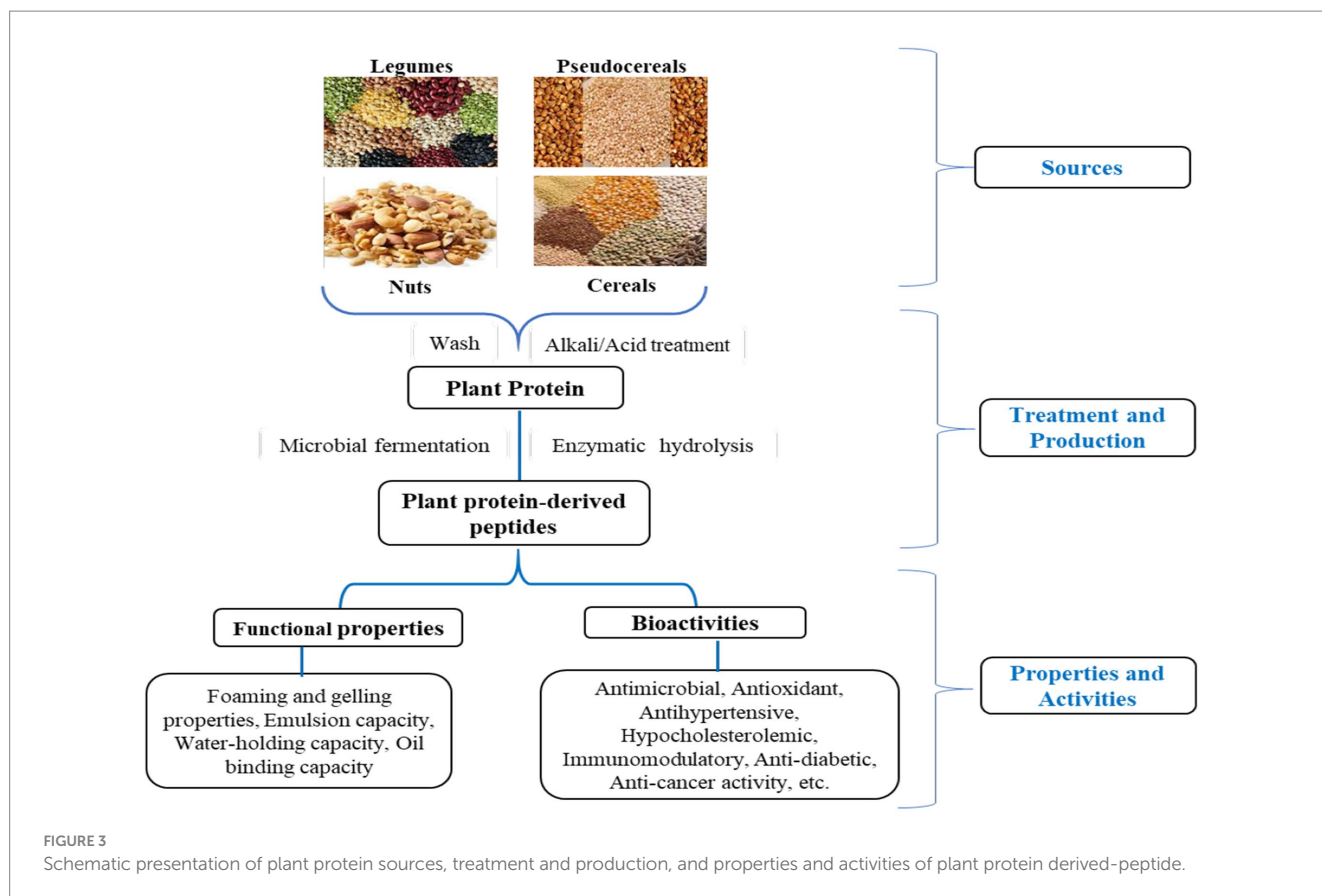 Legumes
Pseudocereals
Nuts
Cereals
Sources
Wash
Alkali/Acid treatment
Plant Protein
Microbial fermentation
Enzymatic hydrolysis
Treatment and
Production
Plant protein-derived
peptides
Functional properties
Bioactivities
Foaming and gelling
properties, Emulsion capacity,
Water-holding capacity, Oil
binding capacity
Antimicrobial, Antioxidant,
Antihypertensive,
Hypocholesterolemic,
Immunomodulatory, Anti-diabetic,
Anti-cancer activity, etc.
Properties and
Activities
FIGURE 3
Schematic presentation of plant protein sources, treatment and production, and properties and activities of plant protein derived-peptide.